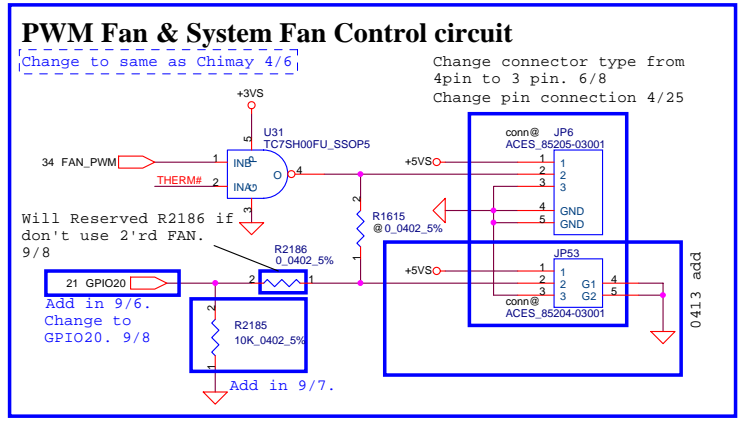 PWM Fan & System Fan Control circuit
Change to same as Chimay 4/6
Change connector type from
4pin to 3 pin. 6/8
Change pin connection 4/25
+3VS
5
U31
TC7SH00FU_SSOP5
P
G
34 FAN_PWM
1
INB
THERM#
2
INA
O
4
3
conn@
JP6
ACES_85205-03001
+5VS
1
1
2
2
3
3
4
GND
5
GND
2
R1615
@ 0_0402_5%
1
Will Reserved R2186 if
don't use 2'rd FAN.
9/8
R2186
0_0402_5%
2
1
21 GPIO20
Add in 9/6.
Change to
GPIO20. 9/8
2
R2185
10K_0402_5%
1
Add in 9/7.
JP53
+5VS
1
1
2
2
G1
4
3
3
G2
5
conn@
ACES_85204-03001
0413 add